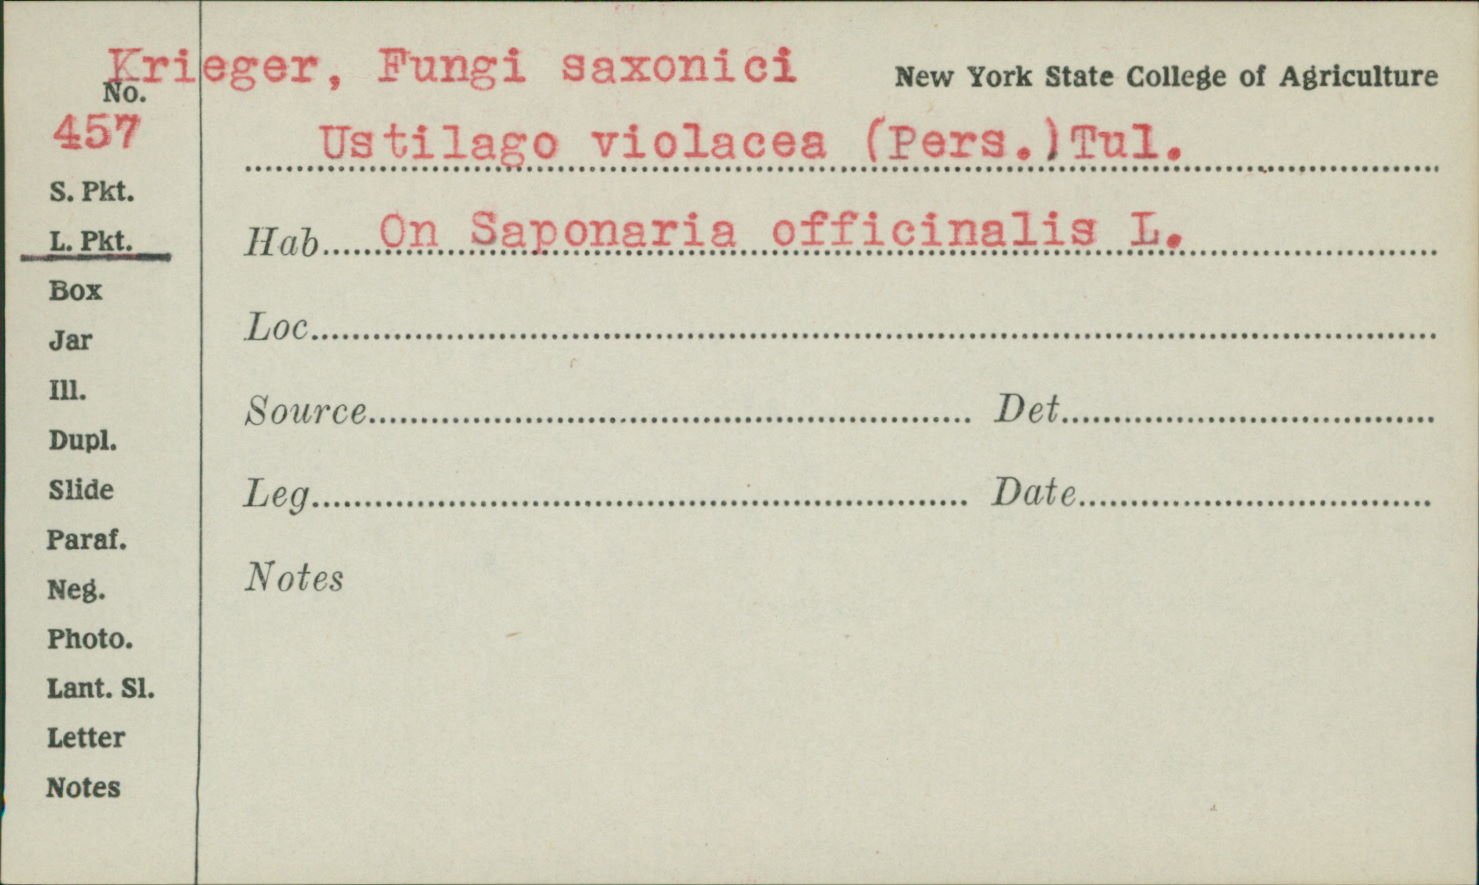 Krieger, Fungi saxonici
New York State College of Agriculture
No.
457
Ustilago violacea (Pers.)Tul.
S. Pkt.
L. Pkt.
Hab. On Saponaria officinalis L.
Box
Loc.
Jar
Ill.
Source Det.
Dupl.
Slide
Leg. Date
Paraf.
Notes
Neg.
Photo.
Lant. Sl.
Letter
Notes